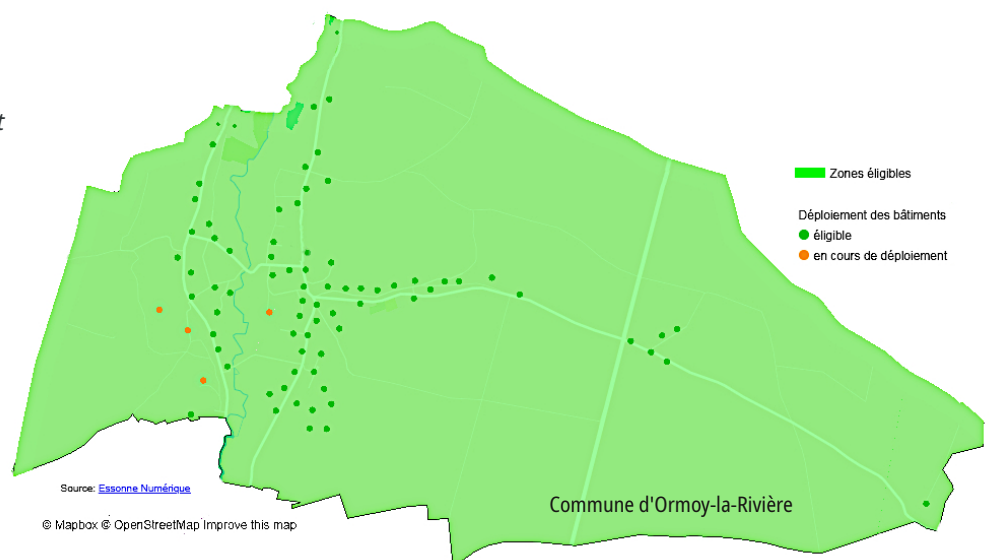 t
Zones éligibles
Déploiement des bâtiments
éligible
en cours de déploiement
Source: Essonne Numérique
Commune d'Ormoy-la-Rivière
© Mapbox © OpenStreetMap Improve this map